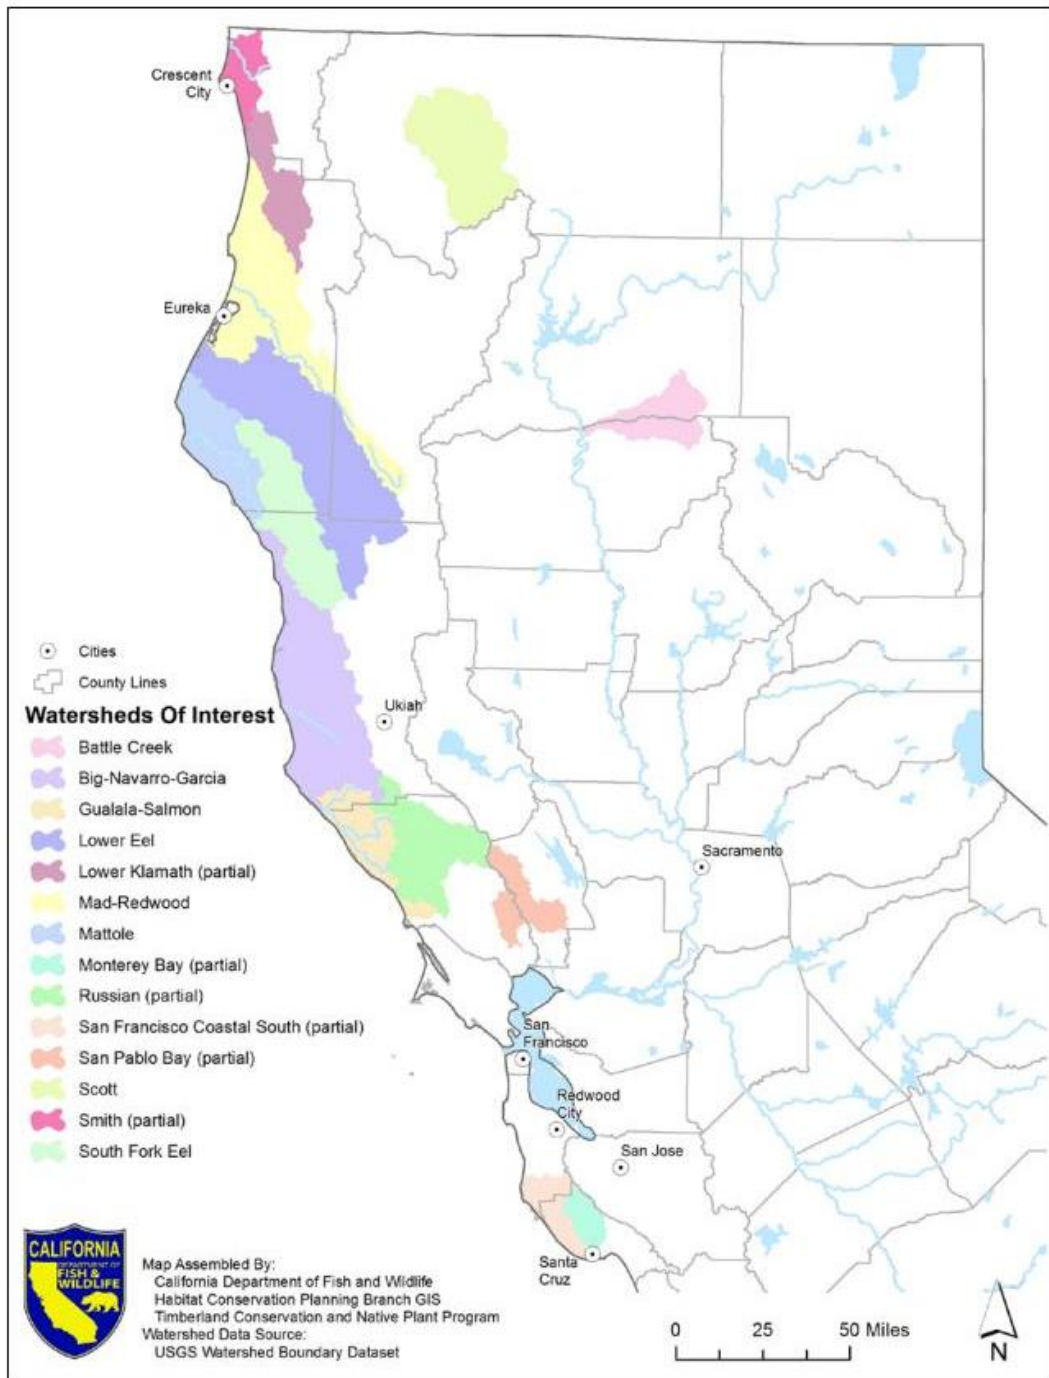 Crescent
City
Eureka
Cities
County Lines
Ukiah
Watersheds Of Interest
Battle Creek
Big-Navarro-Garcia
Gualala-Salmon
Lower Eel
Lower Klamath (partial)
Mad-Redwood
Mattole
Monterey Bay (partial)
Russian (partial)
San Francisco Coastal South (partial)
San Pablo Bay (partial)
Scott
Smith (partial)
South Fork Eel
Sacramento
San
Francisco
Redwood
City
San Jose
Santa
Cruz
CALIFORNIA
DEPARTMENT OF
FISH &
WILDLIFE
Map Assembled By:
California Department of Fish and Wildlife
Habitat Conservation Planning Branch GIS
Timberland Conservation and Native Plant Program
Watershed Data Source:
USGS Watershed Boundary Dataset
0 25 50 Miles
N